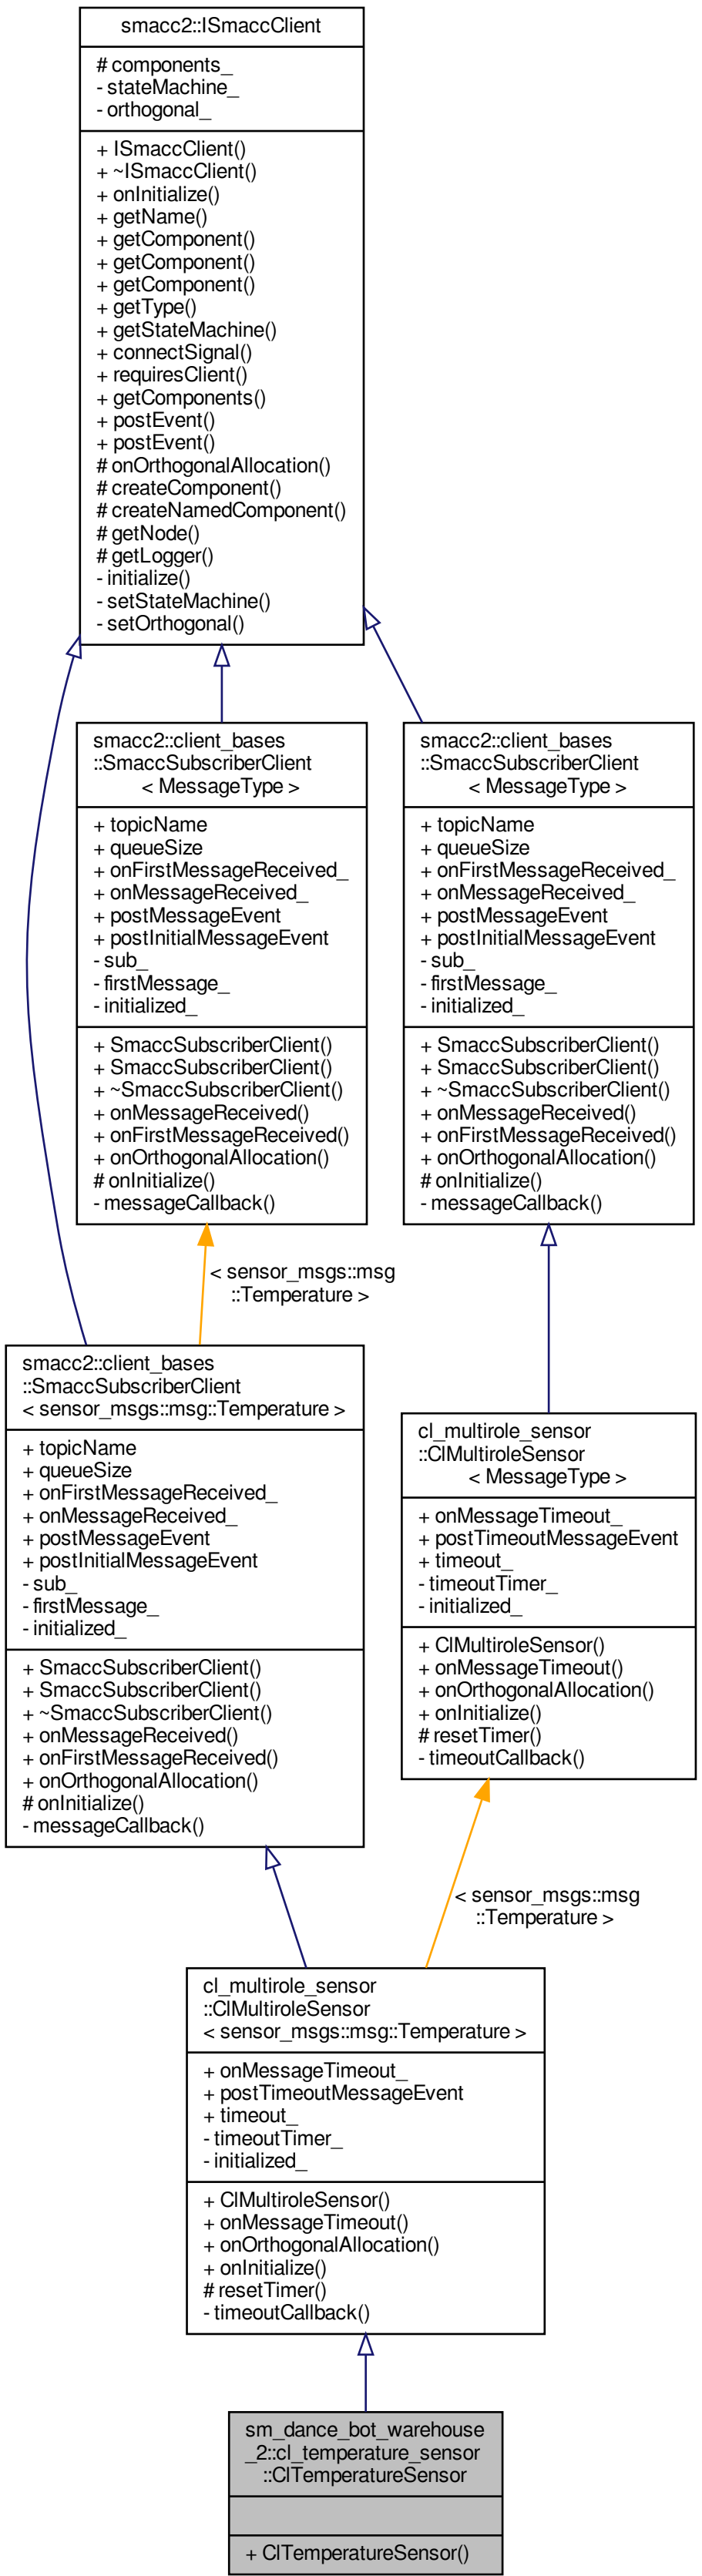 smacc2::ISmaccClient
# components_
- stateMachine_
- orthogonal_
+ ISmaccClient()
+ ~ISmaccClient()
+ onInitialize()
+ getName()
+ getComponent()
+ getComponent()
+ getComponent()
+ getType()
+ getStateMachine()
+ connectSignal()
+ requiresClient()
+ getComponents()
+ postEvent()
+ postEvent()
# onOrthogonalAllocation()
# createComponent()
# createNamedComponent()
# getNode()
# getLogger()
- initialize()
- setStateMachine()
- setOrthogonal()
smacc2::client_bases
::SmaccSubscriberClient
< MessageType >
+ topicName
+ queueSize
+ onFirstMessageReceived_
+ onMessageReceived_
+ postMessageEvent
+ postInitialMessageEvent
- sub_
- firstMessage_
- initialized_
+ SmaccSubscriberClient()
+ SmaccSubscriberClient()
+ ~SmaccSubscriberClient()
+ onMessageReceived()
+ onFirstMessageReceived()
+ onOrthogonalAllocation()
# onInitialize()
- messageCallback()
smacc2::client_bases
::SmaccSubscriberClient
< MessageType >
+ topicName
+ queueSize
+ onFirstMessageReceived_
+ onMessageReceived_
+ postMessageEvent
+ postInitialMessageEvent
- sub_
- firstMessage_
- initialized_
+ SmaccSubscriberClient()
+ SmaccSubscriberClient()
+ ~SmaccSubscriberClient()
+ onMessageReceived()
+ onFirstMessageReceived()
+ onOrthogonalAllocation()
# onInitialize()
- messageCallback()
< sensor_msgs::msg
::Temperature >
smacc2::client_bases
::SmaccSubscriberClient
< sensor_msgs::msg::Temperature >
+ topicName
+ queueSize
+ onFirstMessageReceived_
+ onMessageReceived_
+ postMessageEvent
+ postInitialMessageEvent
- sub_
- firstMessage_
- initialized_
+ SmaccSubscriberClient()
+ SmaccSubscriberClient()
+ ~SmaccSubscriberClient()
+ onMessageReceived()
+ onFirstMessageReceived()
+ onOrthogonalAllocation()
# onInitialize()
- messageCallback()
cl_multirole_sensor
::ClMultiroleSensor
< MessageType >
+ onMessageTimeout_
+ postTimeoutMessageEvent
+ timeout_
- timeoutTimer_
- initialized_
+ ClMultiroleSensor()
+ onMessageTimeout()
+ onOrthogonalAllocation()
+ onInitialize()
# resetTimer()
- timeoutCallback()
< sensor_msgs::msg
::Temperature >
cl_multirole_sensor
::ClMultiroleSensor
< sensor_msgs::msg::Temperature >
+ onMessageTimeout_
+ postTimeoutMessageEvent
+ timeout_
- timeoutTimer_
- initialized_
+ ClMultiroleSensor()
+ onMessageTimeout()
+ onOrthogonalAllocation()
+ onInitialize()
# resetTimer()
- timeoutCallback()
sm_dance_bot_warehouse
_2::cl_temperature_sensor
::ClTemperatureSensor
+ ClTemperatureSensor()